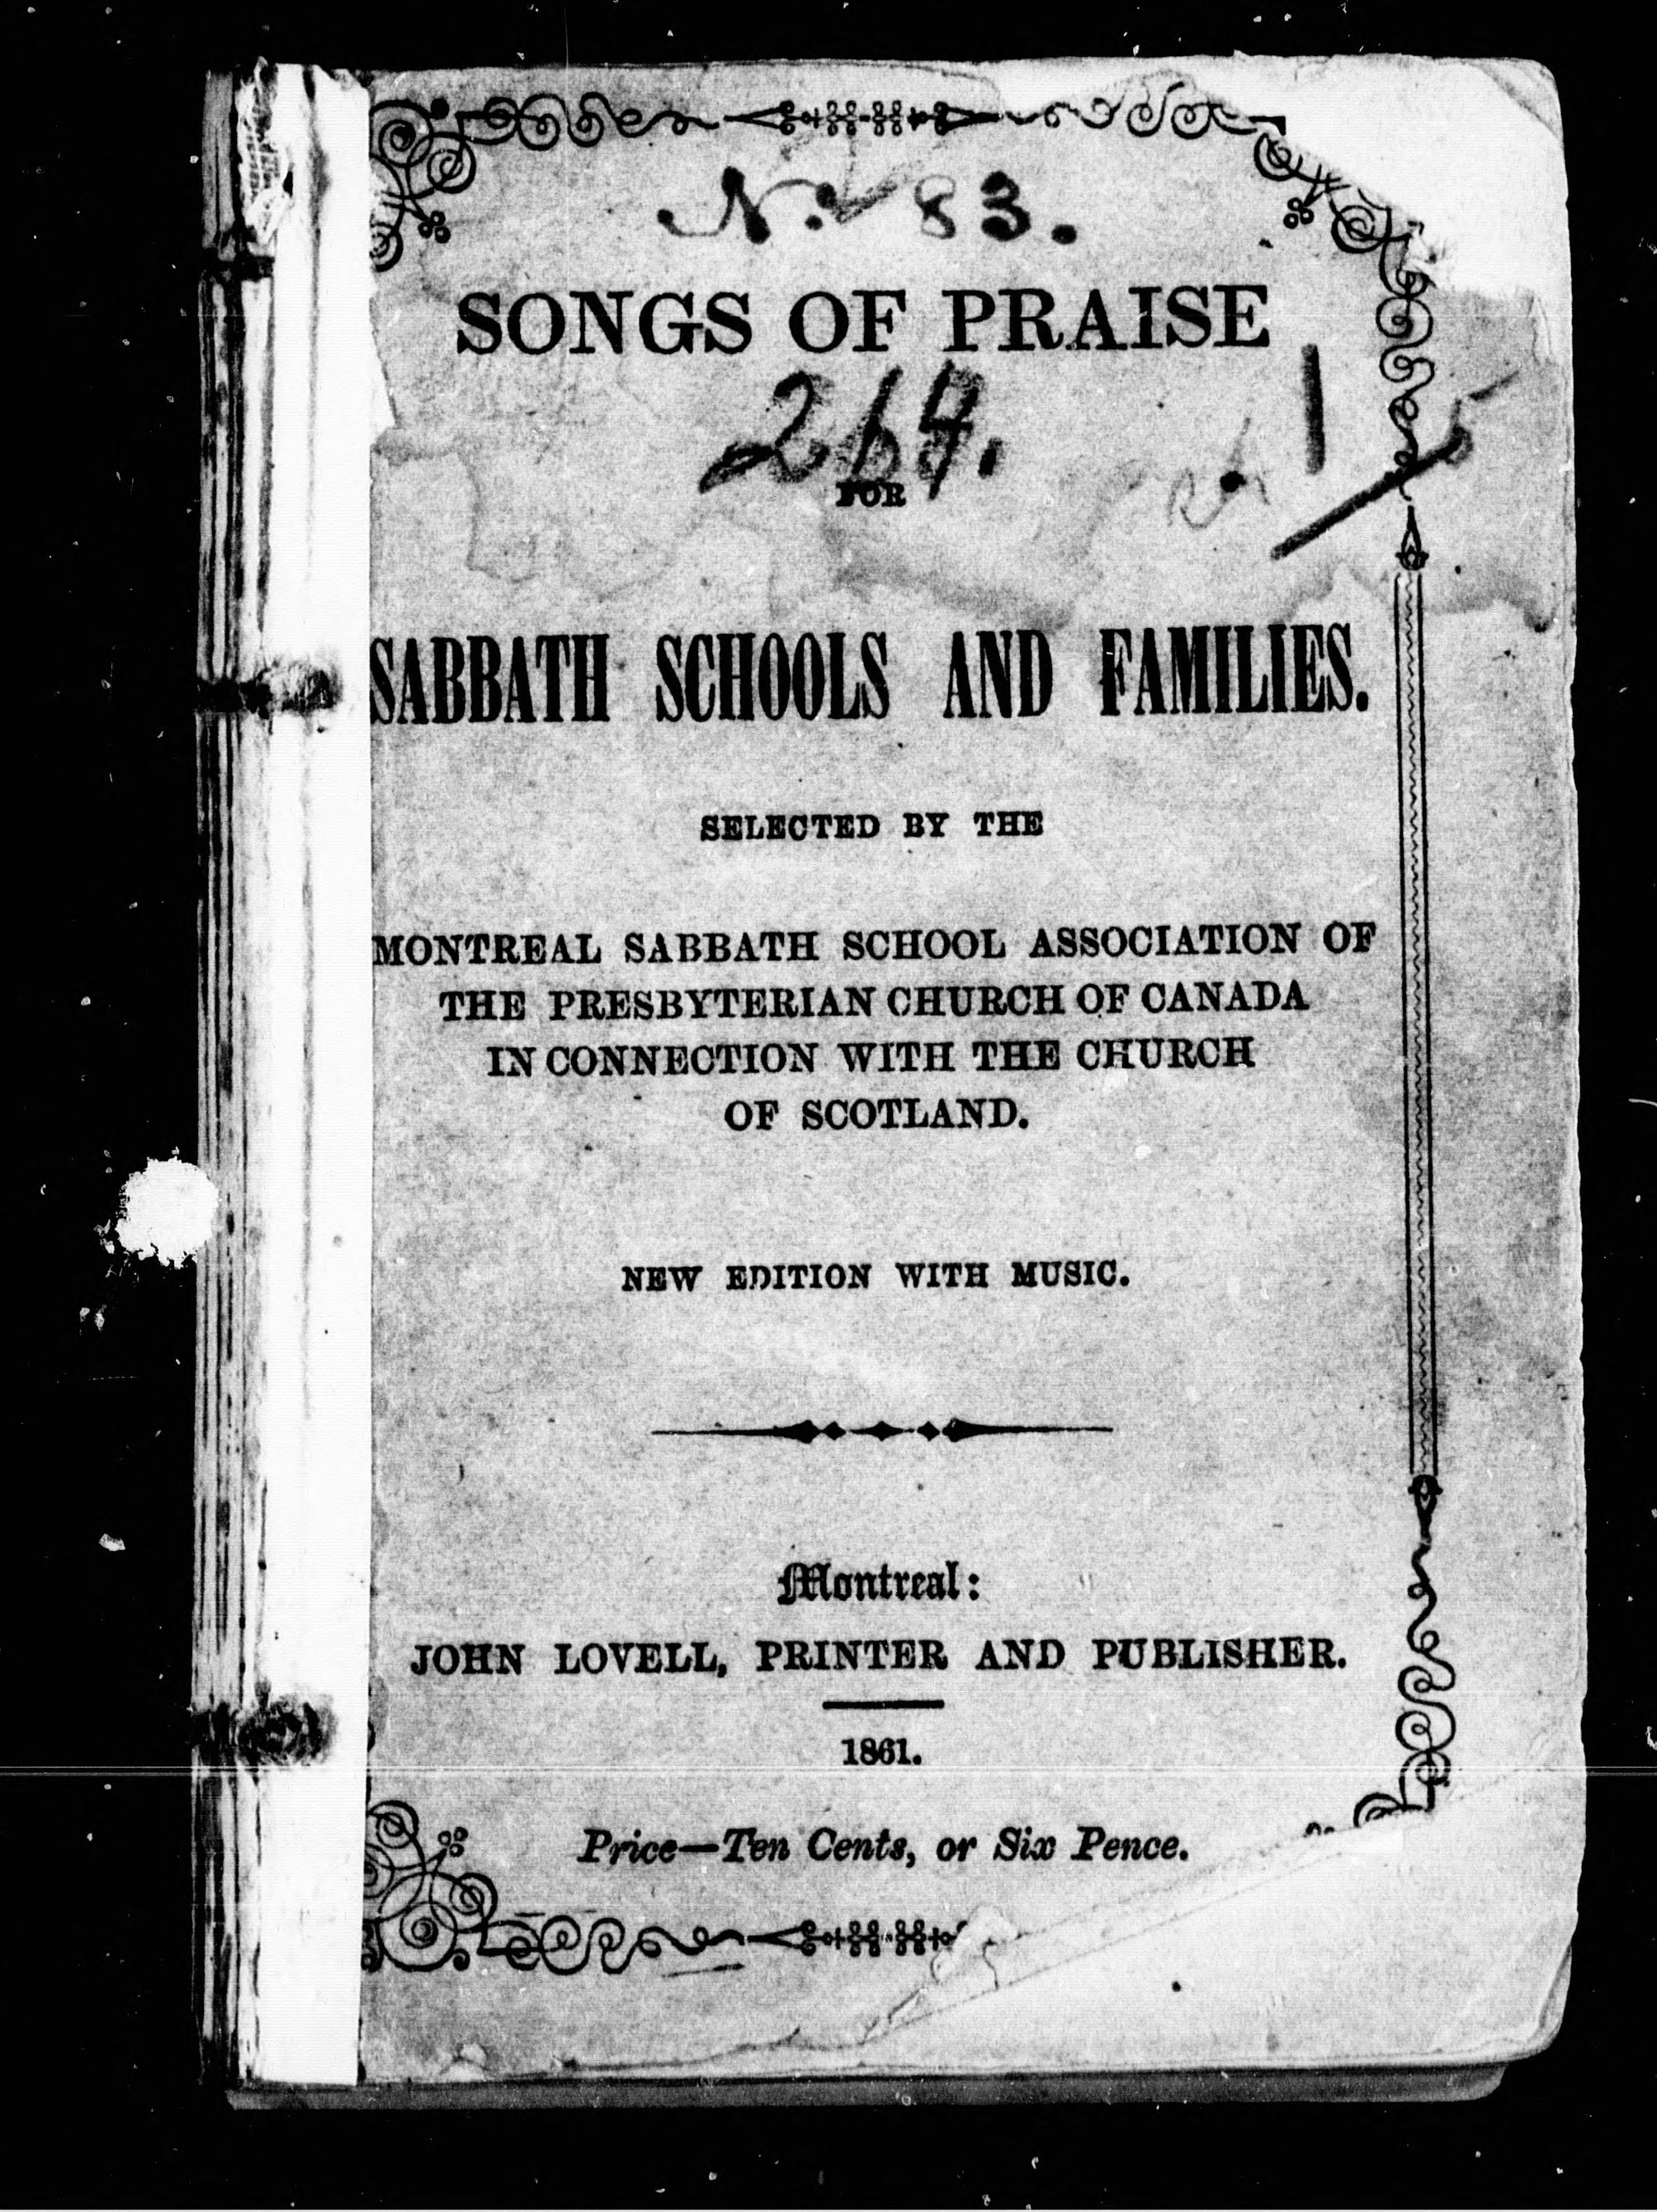 No. 83.
SONGS OF PRAISE
264.
FOR
SABBATH SCHOOLS AND FAMILIES.
SELECTED BY THE
MONTREAL SABBATH SCHOOL ASSOCIATION OF
THE PRESBYTERIAN CHURCH OF CANADA
IN CONNECTION WITH THE CHURCH
OF SCOTLAND.
NEW EDITION WITH MUSIC.
Montreal:
JOHN LOVELL, PRINTER AND PUBLISHER.
1861.
Price—Ten Cents, or Six Pence.